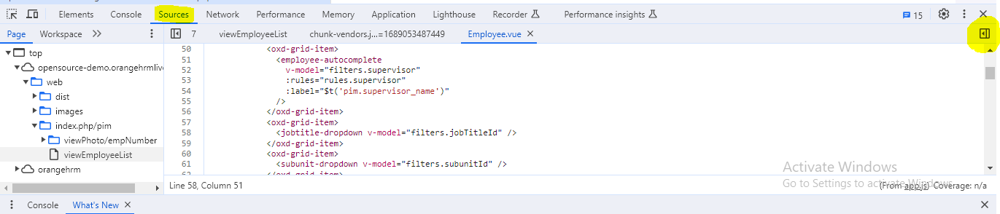 Elements Console Sources Network Performance Memory Application Lighthouse Recorder Performance insights 15
Page Workspace 7 viewEmployeeList chunk-vendors.j...=1689053487449 Employee.vue
top
opensource-demo.orangehrmlive
web
dist
images
index.php/pim
viewPhoto/empNumber
viewEmployeeList
orangehrm
50 <oxd-grid-item>
51 <employee-autocomplete
52 v-model="filters.supervisor"
53 :rules="rules.supervisor"
54 :label="$t('pim.supervisor_name')"
55 />
56 </oxd-grid-item>
57 <oxd-grid-item>
58 <jobtitle-dropdown v-model="filters.jobTitleId" />
59 </oxd-grid-item>
60 <oxd-grid-item>
61 <subunit-dropdown v-model="filters.subunitId" />
62 </oxd-grid-item>
Activate Windows
Go to Settings to activate Windows.
Line 58, Column 51 (From app.js) Coverage: n/a
Console What's New